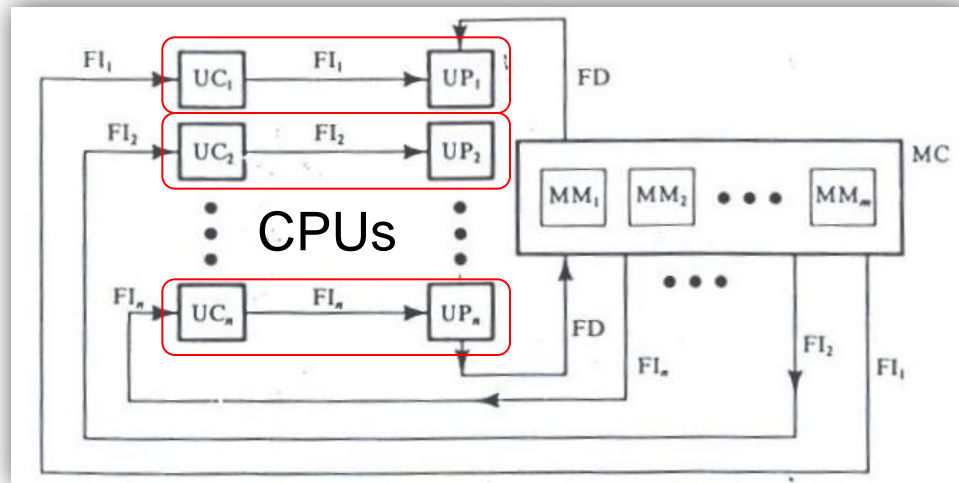 FI₁ UC₁ FI₁ UP₁ FD
FI₂ UC₂ FI₂ UP₂ MC
MM₁ MM₂ MMₘ
CPUs
FIₙ UCₙ FIₙ UPₙ FD FIₙ FI₂ FI₁